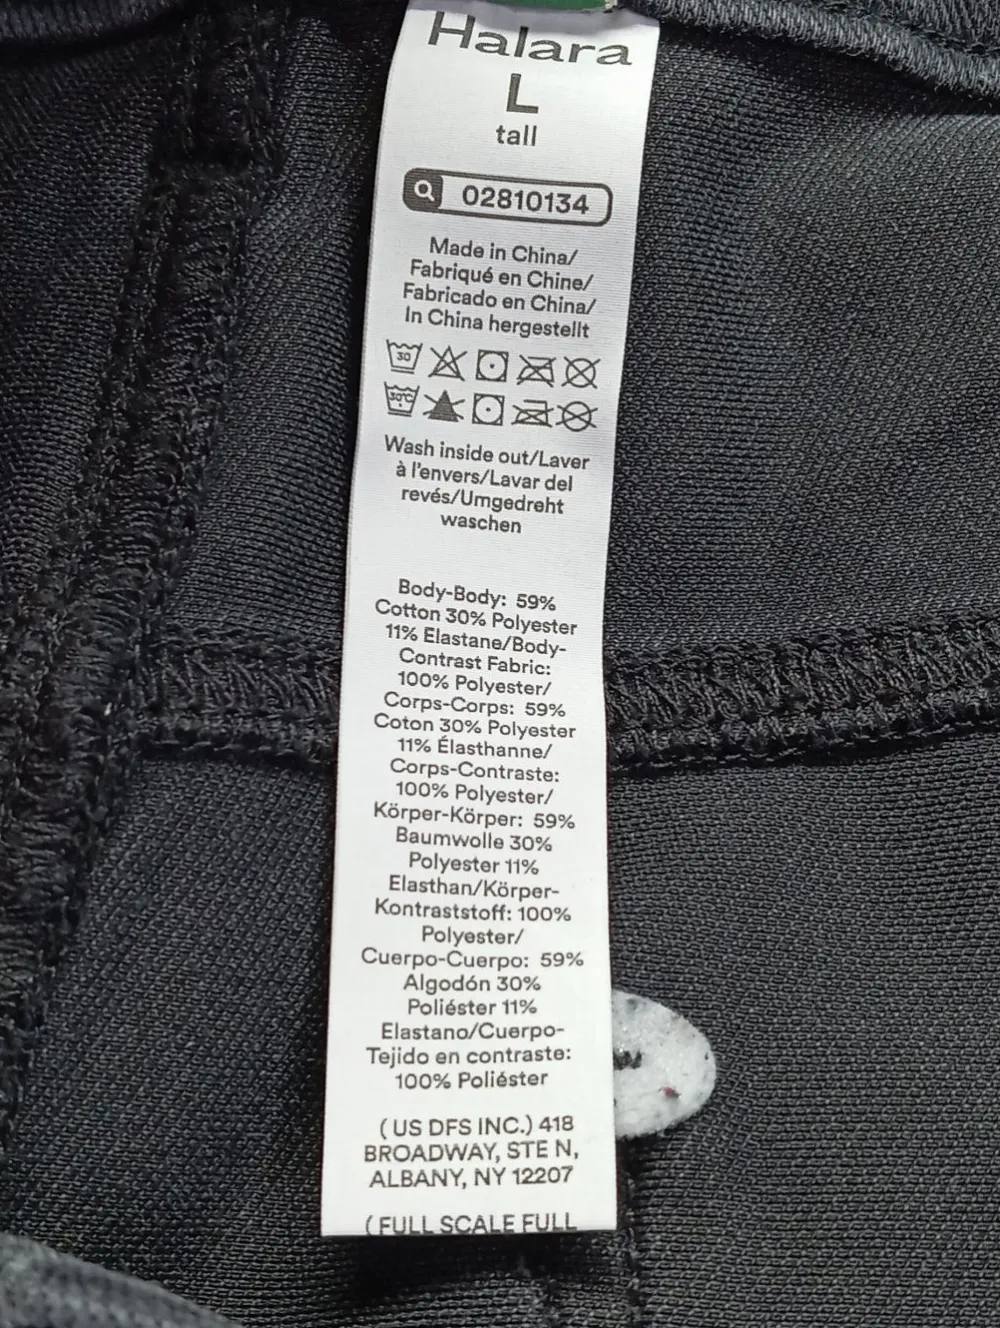 Halara
L
tall
02810134
Made in China/
Fabriqué en Chine/
Fabricado en China/
In China hergestellt
30
30°C
Wash inside out/Laver
à l'envers/Lavar del
revés/Umgedreht
waschen
Body-Body: 59%
Cotton 30% Polyester
11% Elastane/Body-
Contrast Fabric:
100% Polyester/
Corps-Corps: 59%
Coton 30% Polyester
11% Élasthanne/
Corps-Contraste:
100% Polyester/
Körper-Körper: 59%
Baumwolle 30%
Polyester 11%
Elasthan/Körper-
Kontraststoff: 100%
Polyester/
Cuerpo-Cuerpo: 59%
Algodón 30%
Poliéster 11%
Elastano/Cuerpo-
Tejido en contraste:
100% Poliéster
(US DFS INC.) 418
BROADWAY, STE N,
ALBANY, NY 12207
(FULL SCALE FULL